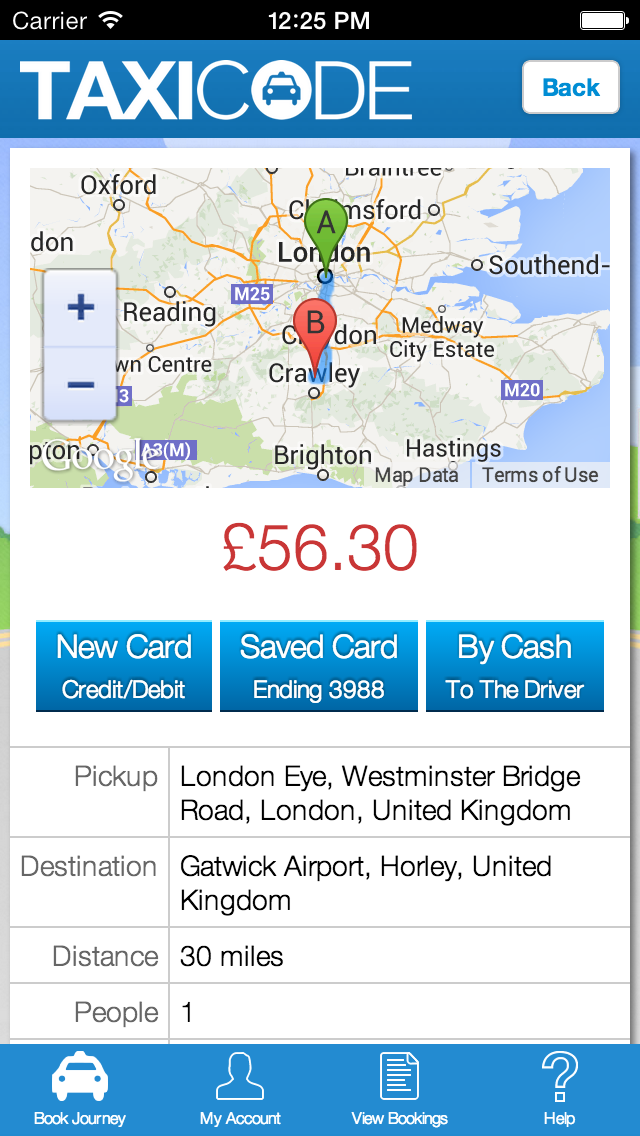 Carrier 12:25 PM
TAXICODE
Back
Braintree
Oxford
msford
don
London
Southend-
M25
Reading
A
B
Medway
City Estate
wn Centre
Crawley
3
M20
pton
A3(M)
Google
Brighton
Hastings
Map Data
Terms of Use
+
−
£56.30
New Card
Credit/Debit
Saved Card
Ending 3988
By Cash
To The Driver
Pickup
London Eye, Westminster Bridge
Road, London, United Kingdom
Destination
Gatwick Airport, Horley, United
Kingdom
Distance
30 miles
People
1
Book Journey
My Account
View Bookings
Help